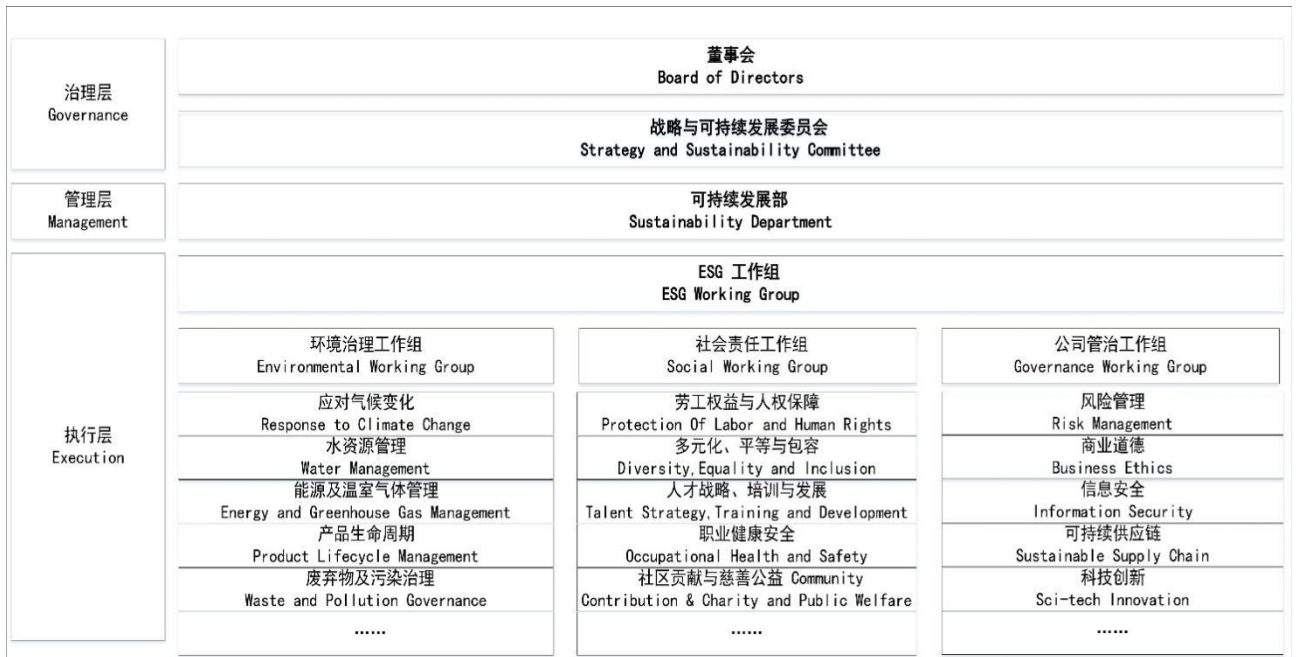 治理层
Governance
董事会
Board of Directors
战略与可持续发展委员会
Strategy and Sustainability Committee
管理层
Management
可持续发展部
Sustainability Department
执行层
Execution
ESG 工作组
ESG Working Group
环境治理工作组
Environmental Working Group
应对气候变化
Response to Climate Change
水资源管理
Water Management
能源及温室气体管理
Energy and Greenhouse Gas Management
产品生命周期
Product Lifecycle Management
废弃物及污染治理
Waste and Pollution Governance
......
社会责任工作组
Social Working Group
劳工权益与人权保障
Protection Of Labor and Human Rights
多元化、平等与包容
Diversity,Equality and Inclusion
人才战略、培训与发展
Talent Strategy,Training and Development
职业健康安全
Occupational Health and Safety
社区贡献与慈善公益 Community
Contribution & Charity and Public Welfare
......
公司管治工作组
Governance Working Group
风险管理
Risk Management
商业道德
Business Ethics
信息安全
Information Security
可持续供应链
Sustainable Supply Chain
科技创新
Sci-tech Innovation
......